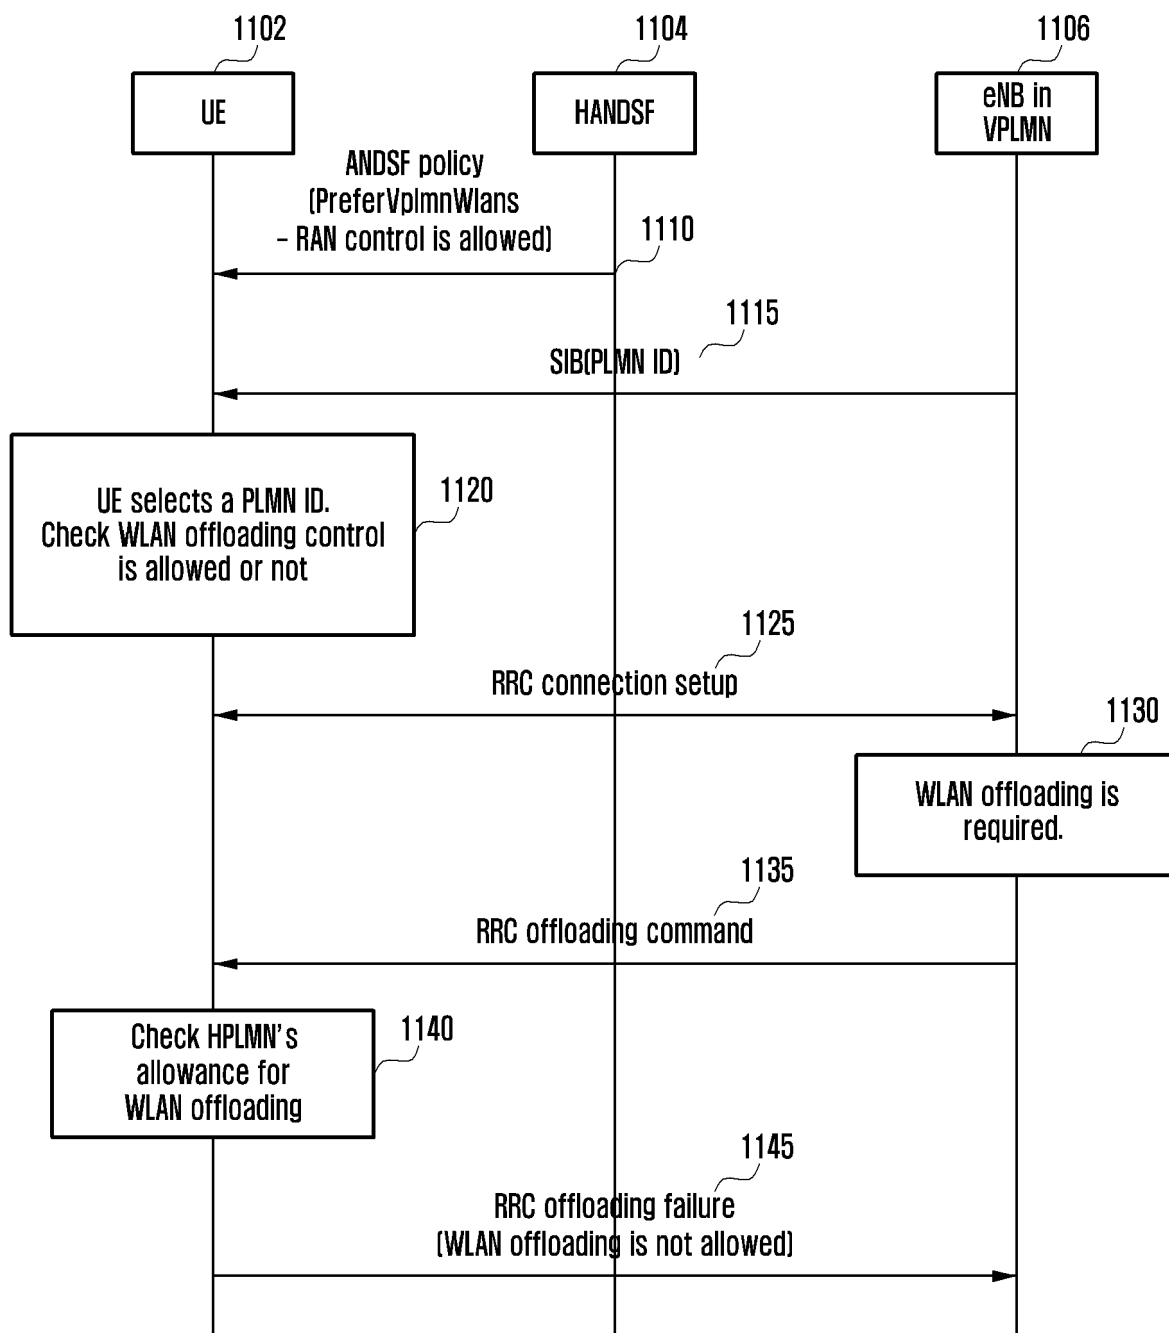 1102
1104
1106
UE
HANDSF
eNB in
VPLMN
ANDSF policy
(PreferVplmnWlans
– RAN control is allowed)
1110
1115
SIB(PLMN ID)
UE selects a PLMN ID.
Check WLAN offloading control
is allowed or not
1120
1125
RRC connection setup
1130
WLAN offloading is
required.
1135
RRC offloading command
Check HPLMN's
allowance for
WLAN offloading
1140
1145
RRC offloading failure
(WLAN offloading is not allowed)